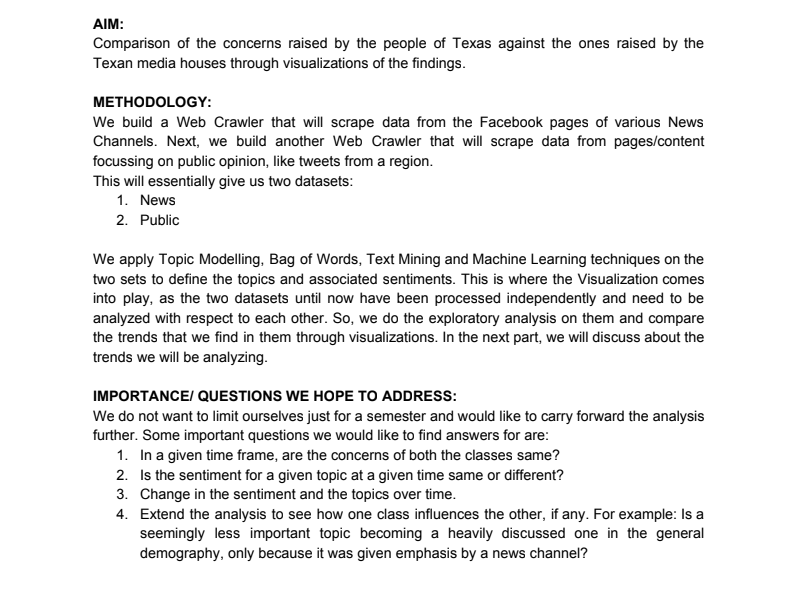 AIM:
Comparison of the concerns raised by the people of Texas against the ones raised by the
Texan media houses through visualizations of the findings.
METHODOLOGY:
We build a Web Crawler that will scrape data from the Facebook pages of various News
Channels. Next, we build another Web Crawler that will scrape data from pages/content
focussing on public opinion, like tweets from a region.
This will essentially give us two datasets:
1. News
2. Public
We apply Topic Modelling, Bag of Words, Text Mining and Machine Learning techniques on the
two sets to define the topics and associated sentiments. This is where the Visualization comes
into play, as the two datasets until now have been processed independently and need to be
analyzed with respect to each other. So, we do the exploratory analysis on them and compare
the trends that we find in them through visualizations. In the next part, we will discuss about the
trends we will be analyzing.
IMPORTANCE/ QUESTIONS WE HOPE TO ADDRESS:
We do not want to limit ourselves just for a semester and would like to carry forward the analysis
further. Some important questions we would like to find answers for are:
1. In a given time frame, are the concerns of both the classes same?
2. Is the sentiment for a given topic at a given time same or different?
3. Change in the sentiment and the topics over time.
4. Extend the analysis to see how one class influences the other, if any. For example: Is a
seemingly less important topic becoming a heavily discussed one in the general
demography, only because it was given emphasis by a news channel?